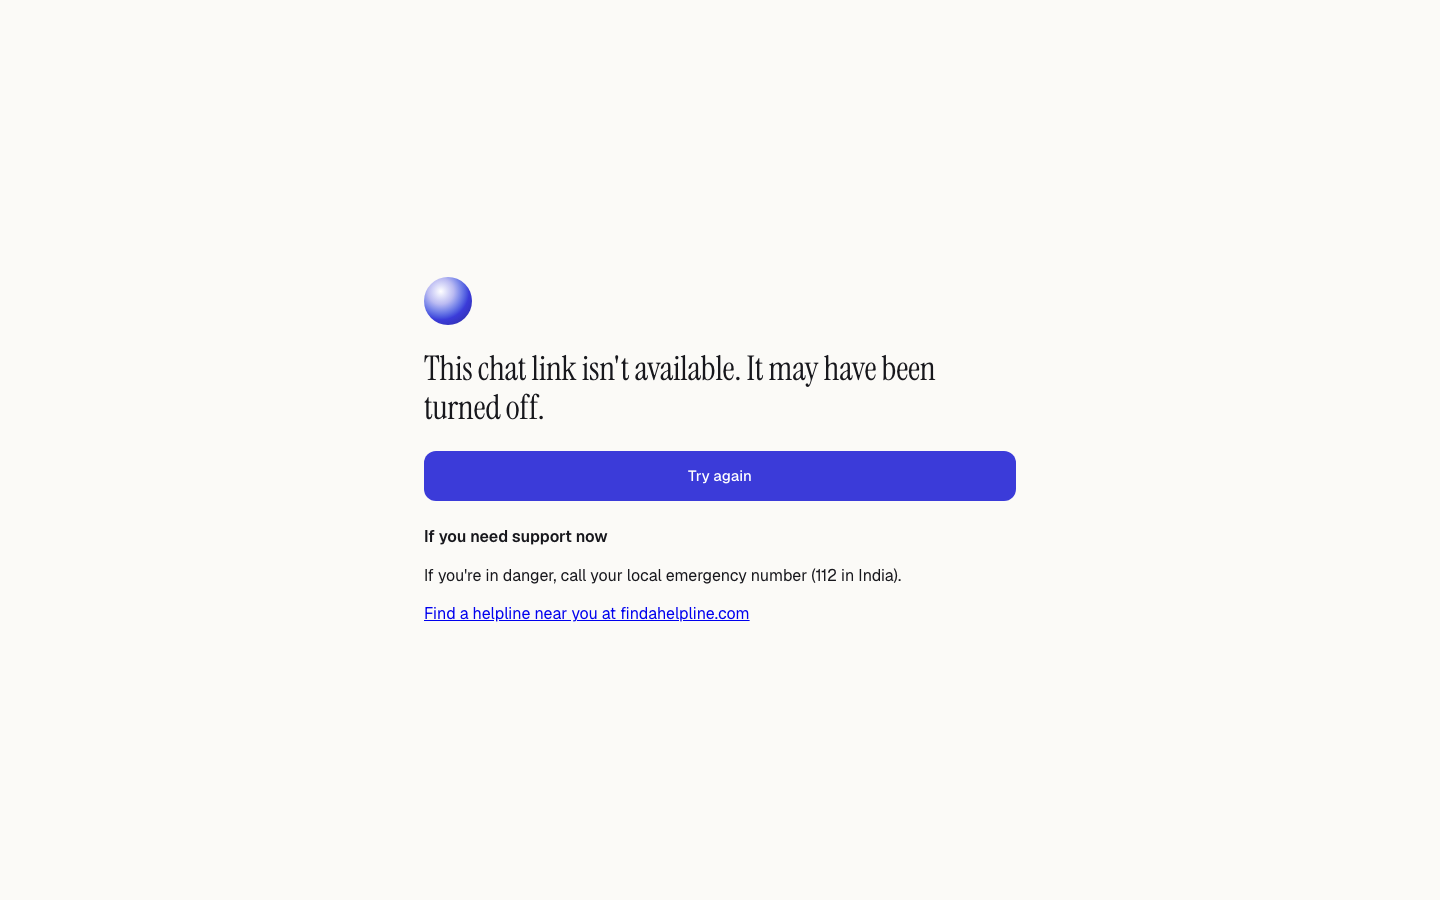 This chat link isn't available. It may have been
turned off.
Try again
If you need support now
If you're in danger, call your local emergency number (112 in India).
Find a helpline near you at findahelpline.com